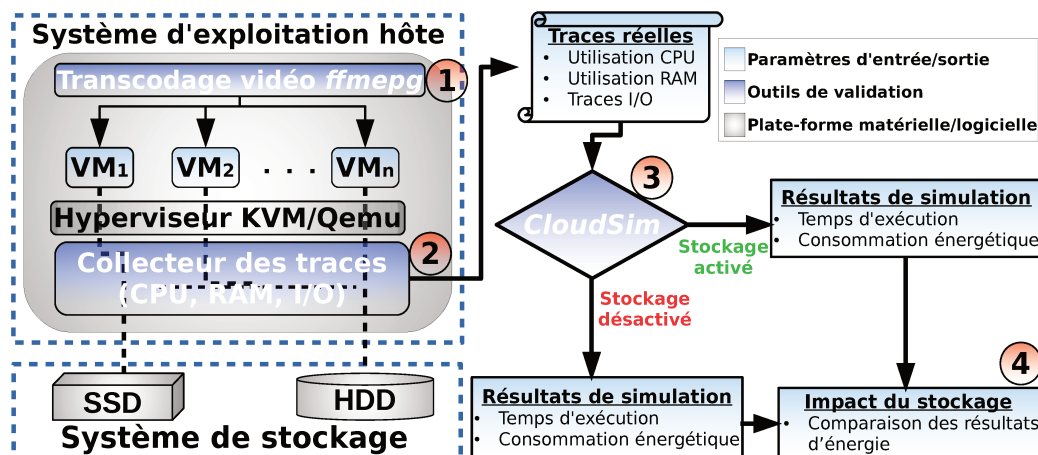 Système d'exploitation hôte
Transcodage vidéo ffmepg
1
VM1
VM2
. . .
VMn
Hyperviseur KVM/Qemu
Collecteur des traces
(CPU, RAM, I/O)
2
SSD
HDD
Système de stockage
Traces réelles
• Utilisation CPU
• Utilisation RAM
• Traces I/O
3
CloudSim
Stockage
activé
Stockage
désactivé
Paramètres d'entrée/sortie
Outils de validation
Plate-forme matérielle/logicielle
Résultats de simulation
• Temps d'exécution
• Consommation énergétique
Résultats de simulation
• Temps d'exécution
• Consommation énergétique
4
Impact du stockage
• Comparaison des résultats
d’énergie